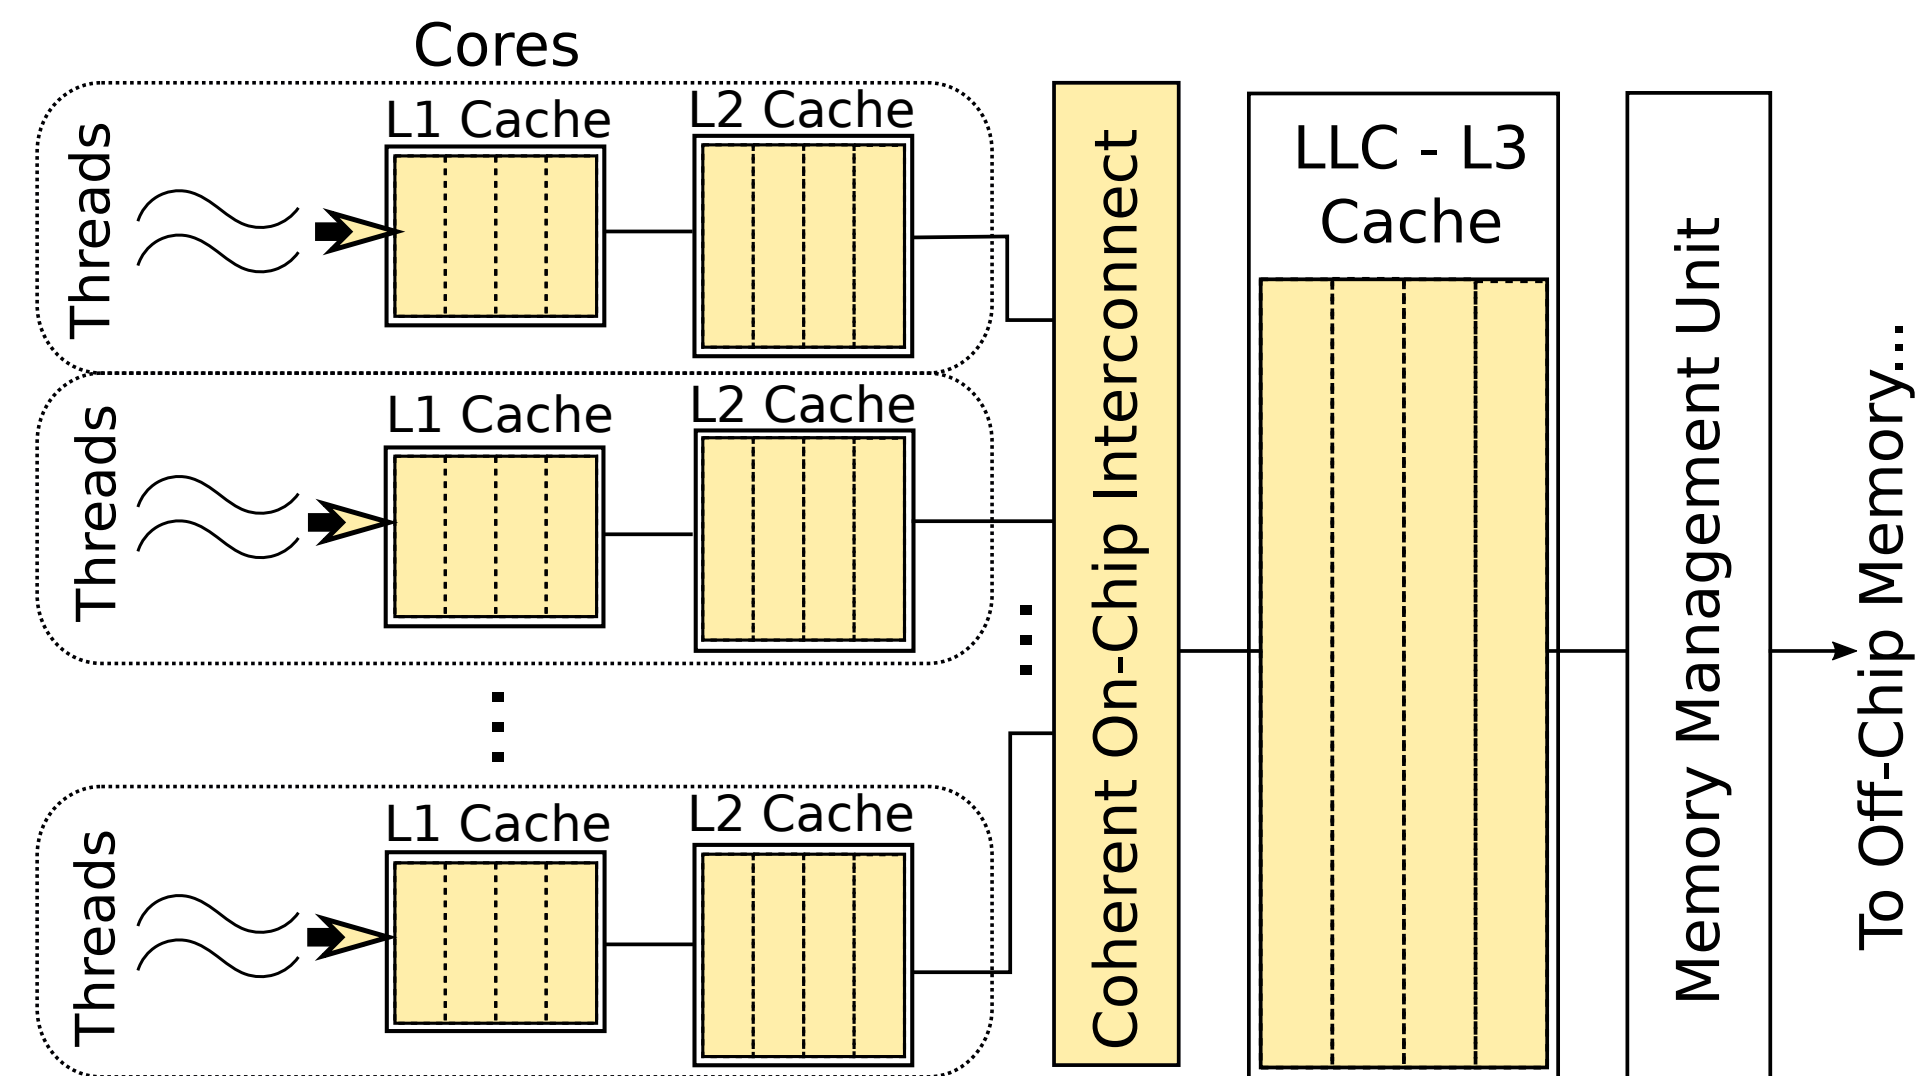 Cores
Threads
L1 Cache
L2 Cache
Threads
L1 Cache
L2 Cache
Threads
L1 Cache
L2 Cache
Coherent On-Chip Interconnect
LLC - L3
Cache
Memory Management Unit
To Off-Chip Memory...